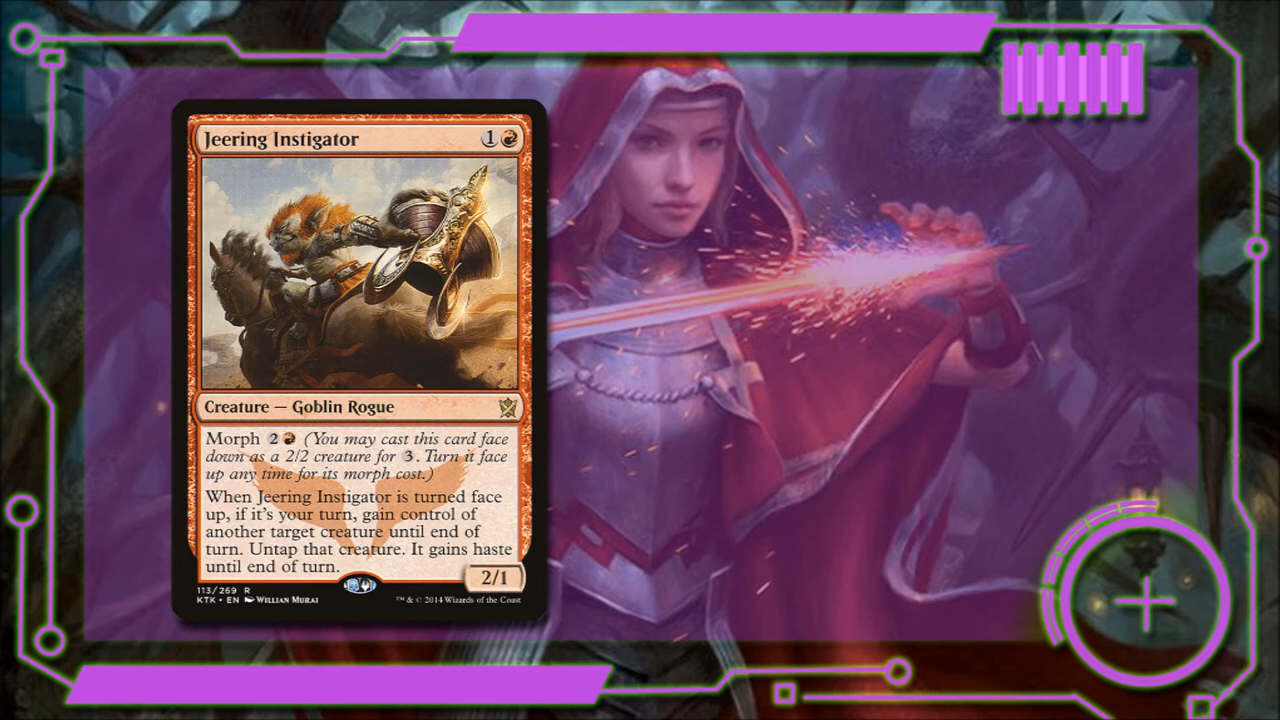 Jeering Instigator 1
Creature — Goblin Rogue
Morph 2 (You may cast this card face
down as a 2/2 creature for 3. Turn it face
up any time for its morph cost.)
When Jeering Instigator is turned face
up, if it's your turn, gain control of
another target creature until end of
turn. Untap that creature. It gains haste
until end of turn.
2/1
113/269 R
KTK • EN WILLIAN MURAI ™ & © 2014 Wizards of the Coast